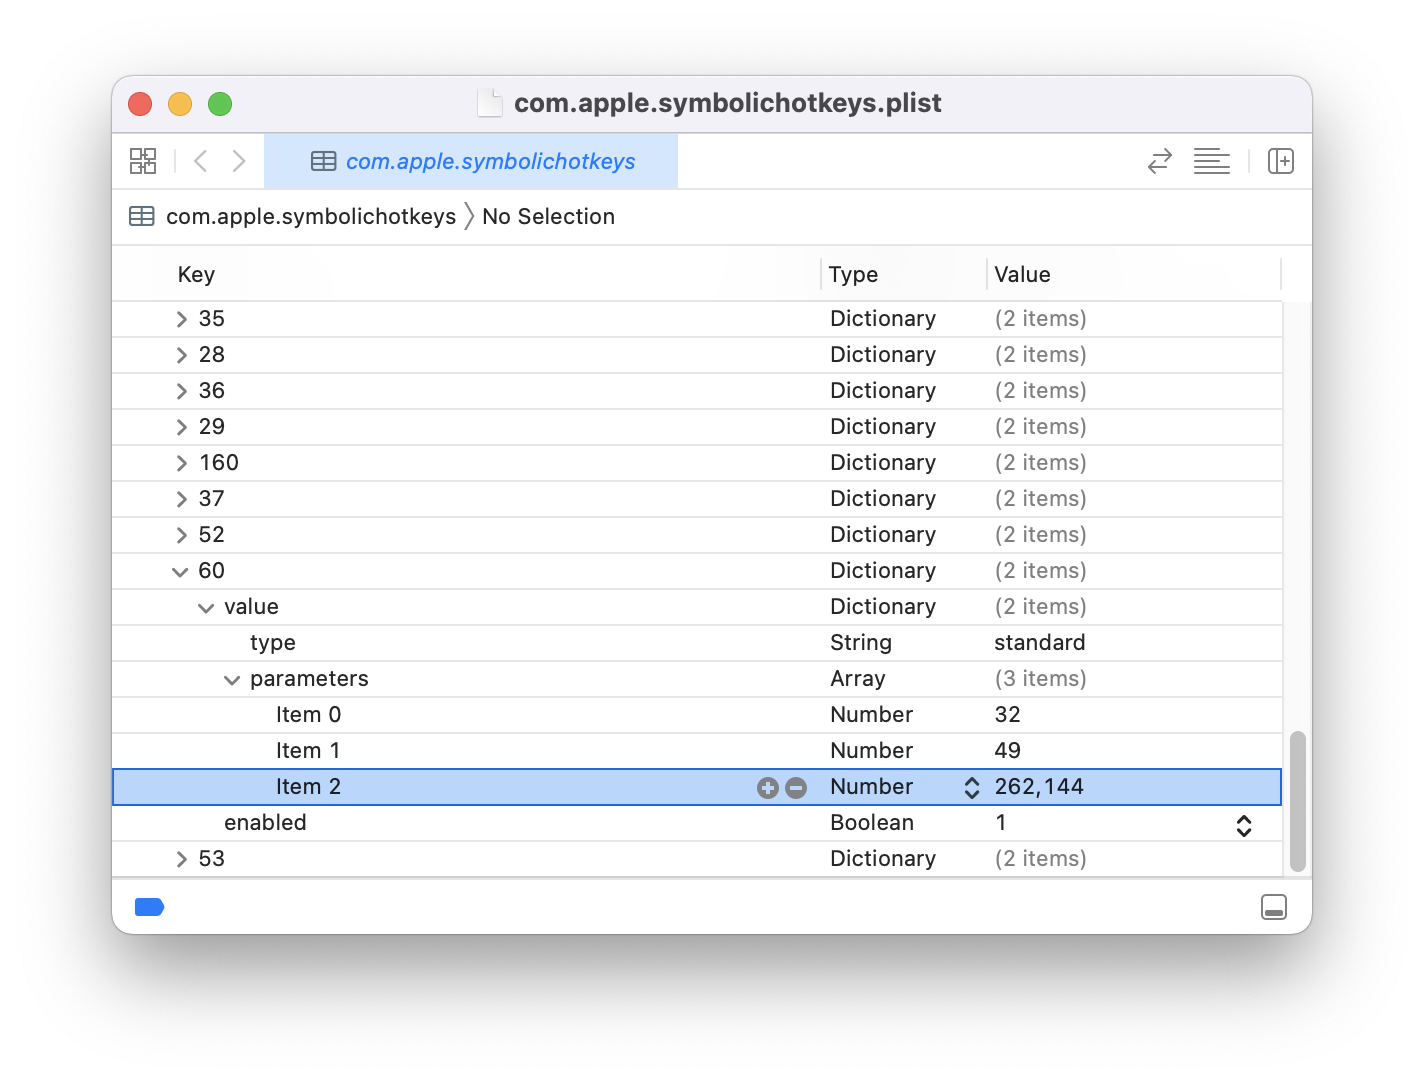 com.apple.symbolichotkeys.plist
com.apple.symbolichotkeys
com.apple.symbolichotkeys No Selection
Key Type Value
35 Dictionary (2 items)
28 Dictionary (2 items)
36 Dictionary (2 items)
29 Dictionary (2 items)
160 Dictionary (2 items)
37 Dictionary (2 items)
52 Dictionary (2 items)
60 Dictionary (2 items)
value Dictionary (2 items)
type String standard
parameters Array (3 items)
Item 0 Number 32
Item 1 Number 49
Item 2 Number 262,144
enabled Boolean 1
53 Dictionary (2 items)